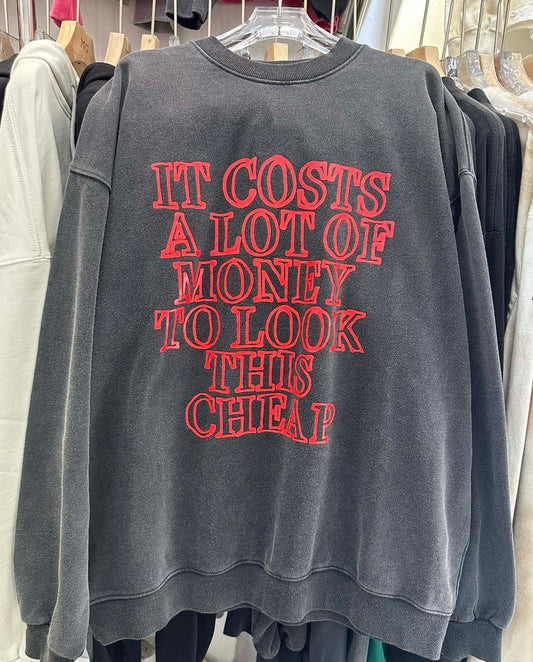 IT COSTS
A LOT OF
MONEY
TO LOOK
THIS
CHEAP